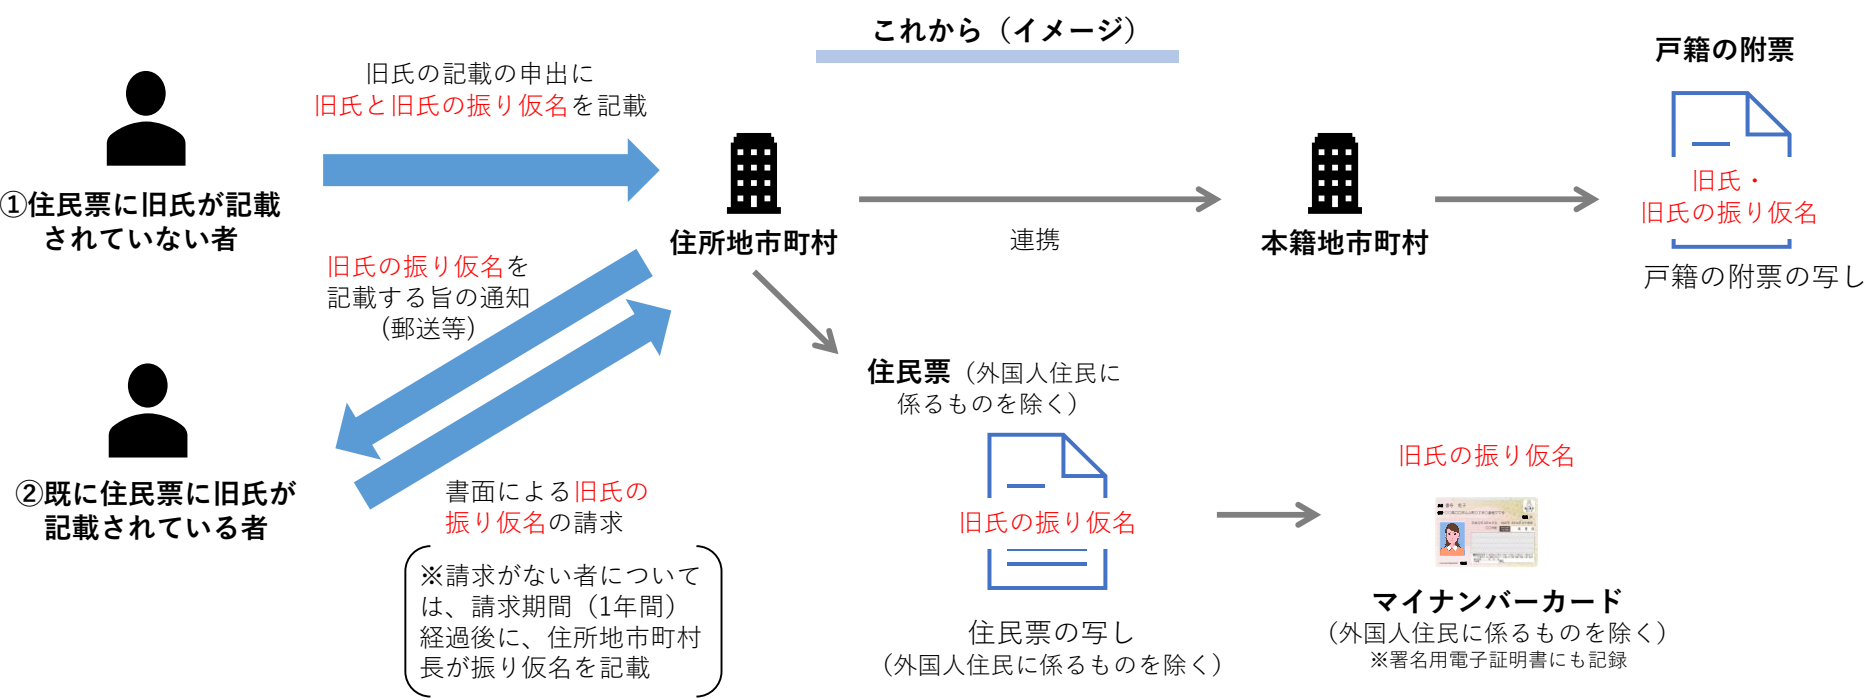 これから（イメージ）
戸籍の附票
旧氏の記載の申出に
旧氏と旧氏の振り仮名を記載
①住民票に旧氏が記載
されていない者
住所地市町村
連携
本籍地市町村
旧氏・
旧氏の振り仮名
戸籍の附票の写し
旧氏の振り仮名を
記載する旨の通知
（郵送等）
②既に住民票に旧氏が
記載されている者
書面による旧氏の
振り仮名の請求
※請求がない者については、請求期間（1年間）
経過後に、住所地市町村
長が振り仮名を記載
住民票（外国人住民に
係るものを除く）
旧氏の振り仮名
住民票の写し
（外国人住民に係るものを除く）
旧氏の振り仮名
マイナンバーカード
（外国人住民に係るものを除く）
※署名用電子証明書にも記録